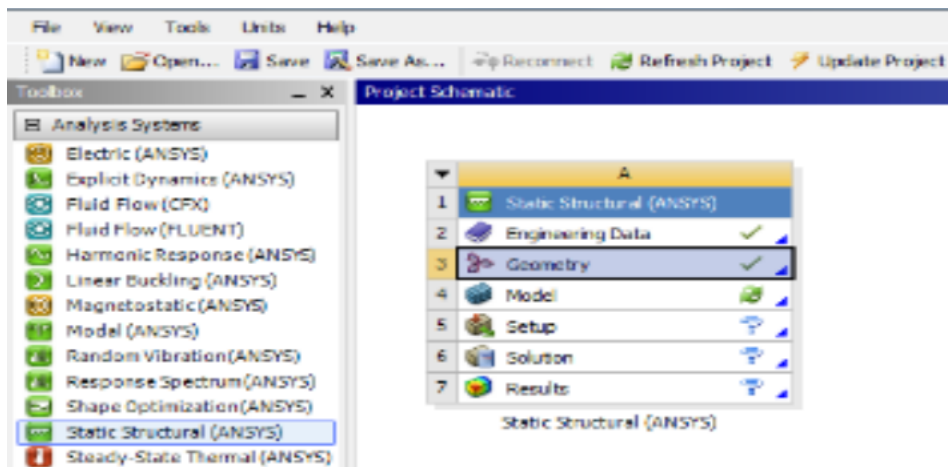 File View Tools Units Help
New Open... Save Save As... Reconnect Refresh Project Update Project
Toolbox
Project Schematic
Analysis Systems
Electric (ANSYS)
Explicit Dynamics (ANSYS)
Fluid Flow (CFX)
Fluid Flow (FLUENT)
Harmonic Response (ANSYS)
Linear Buckling (ANSYS)
Magnetostatic (ANSYS)
Modal (ANSYS)
Random Vibration (ANSYS)
Response Spectrum (ANSYS)
Shape Optimization (ANSYS)
Static Structural (ANSYS)
Steady-State Thermal (ANSYS)
A
1 Static Structural (ANSYS)
2 Engineering Data
3 Geometry
4 Model
5 Setup
6 Solution
7 Results
Static Structural (ANSYS)